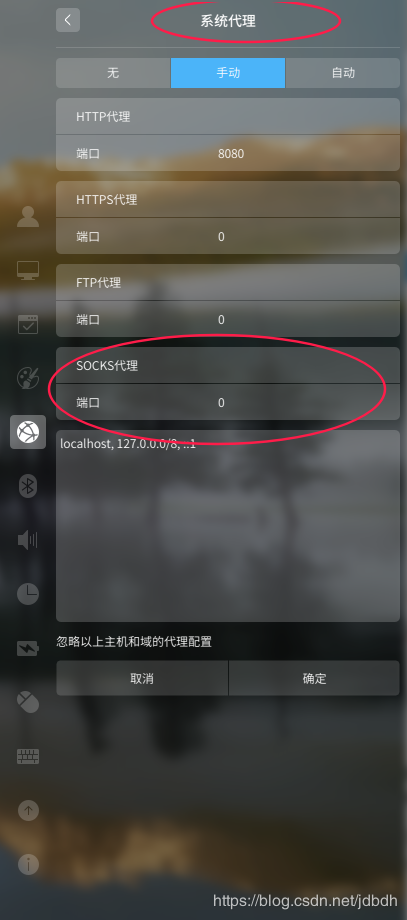 系统代理
无 手动 自动
HTTP代理
端口 8080
HTTPS代理
端口 0
FTP代理
端口 0
SOCKS代理
端口 0
localhost, 127.0.0.0/8, ::1
忽略以上主机和域的代理配置
取消 确定
https://blog.csdn.net/jdbdh